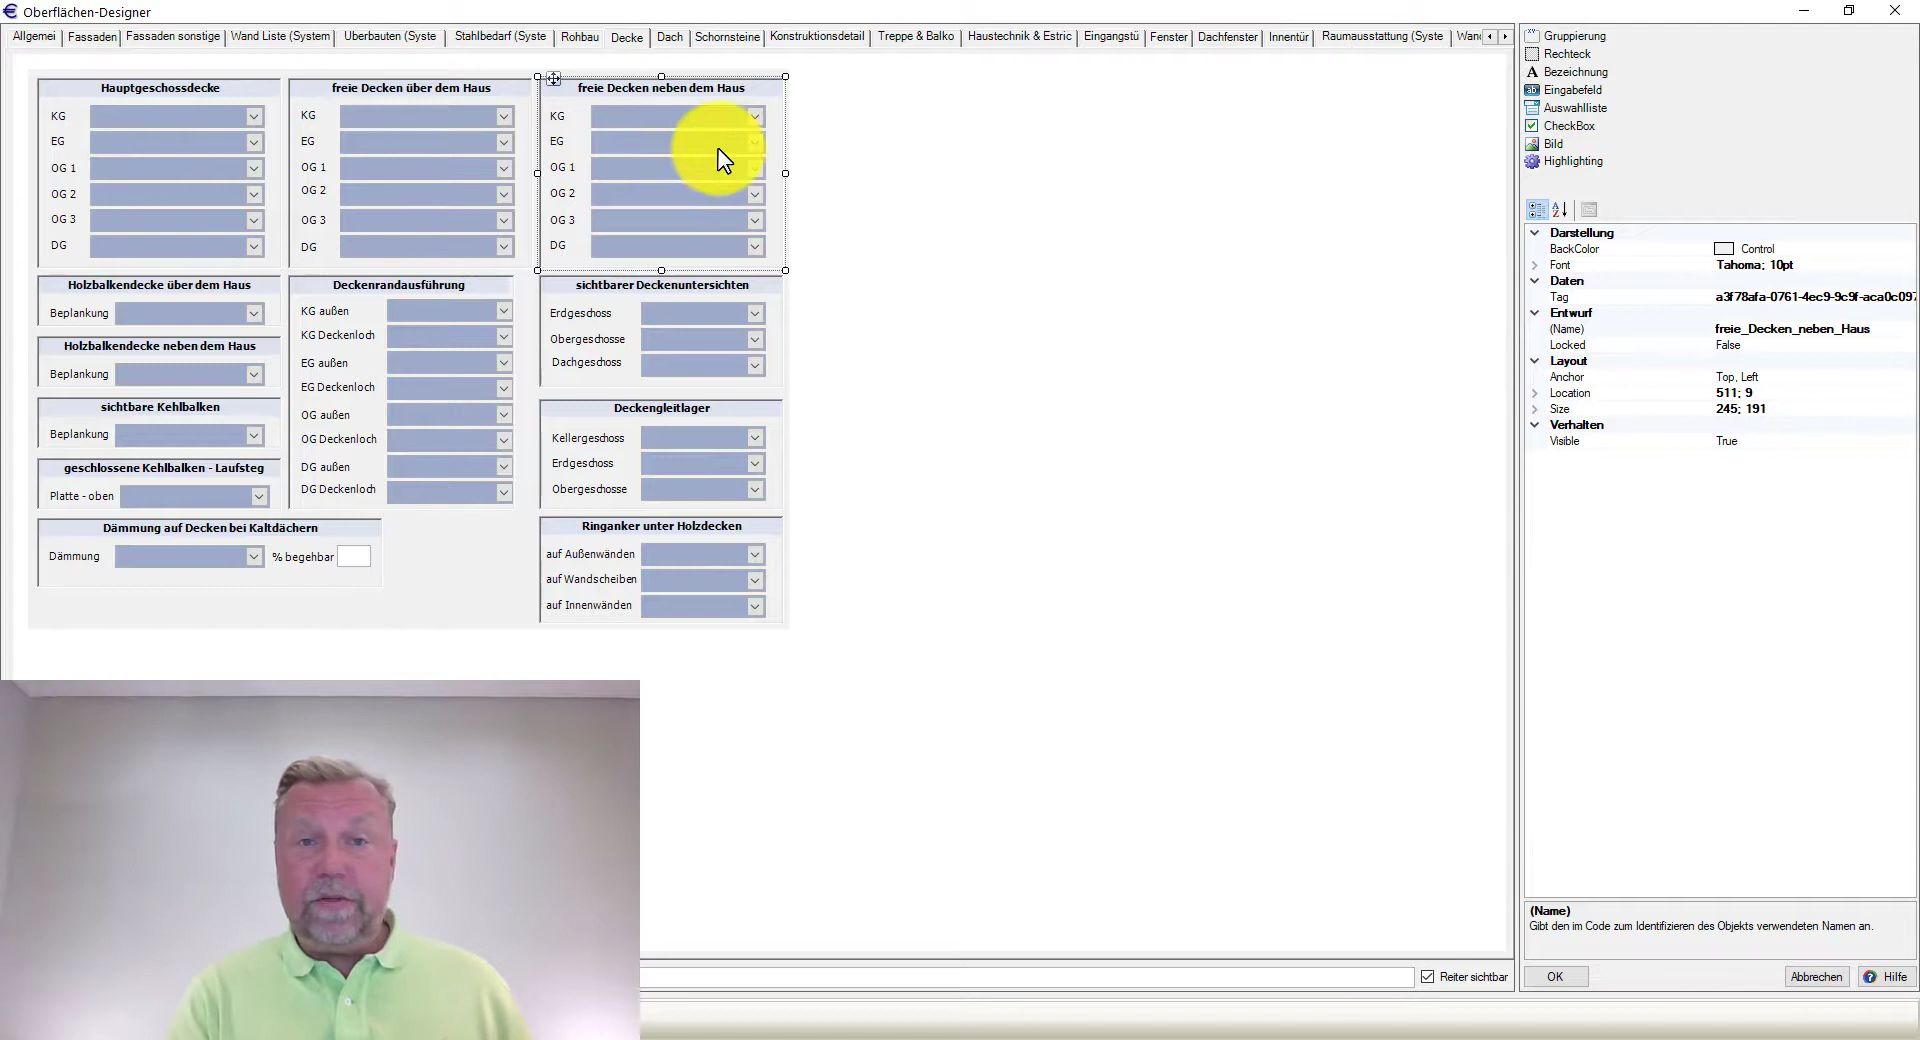 Oberflächen-Designer
Allgemei Fassaden Fassaden sonstige Wand Liste (System Überbauten (Syste Stahlbedarf (Syste Rohbau Decke Dach Schornsteine Konstruktionsdetail Treppe & Balko Haustechnik & Estric Eingangstü Fenster Dachfenster Innentür Raumausstattung (Syste Wand
Hauptgeschossdecke
KG
EG
OG 1
OG 2
OG 3
DG
freie Decken über dem Haus
KG
EG
OG 1
OG 2
OG 3
DG
freie Decken neben dem Haus
KG
EG
OG 1
OG 2
OG 3
DG
Holzbalkendecke über dem Haus
Beplankung
Holzbalkendecke neben dem Haus
Beplankung
sichtbare Kehlbalken
Beplankung
geschlossene Kehlbalken - Laufsteg
Platte - oben
Deckenrandausführung
KG außen
KG Deckenloch
EG außen
EG Deckenloch
OG außen
OG Deckenloch
DG außen
DG Deckenloch
sichtbarer Deckenuntersichten
Erdgeschoss
Obergeschosse
Dachgeschoss
Deckengleitlager
Kellergeschoss
Erdgeschoss
Obergeschosse
Dämmung auf Decken bei Kaltdächern
Dämmung % begehbar
Ringanker unter Holzdecken
auf Außenwänden
auf Wandscheiben
auf Innenwänden
Reiter sichtbar
Gruppierung
Rechteck
A Bezeichnung
ab Eingabefeld
Auswahlliste
CheckBox
Bild
Highlighting
Darstellung
BackColor Control
Font Tahoma; 10pt
Daten
Tag a3f78afa-0761-4ec9-9c9f-aca0c097
Entwurf
(Name) freie_Decken_neben_Haus
Locked False
Layout
Anchor Top, Left
Location 511; 9
Size 245; 191
Verhalten
Visible True
(Name)
Gibt den im Code zum Identifizieren des Objekts verwendeten Namen an.
OK Abbrechen Hilfe